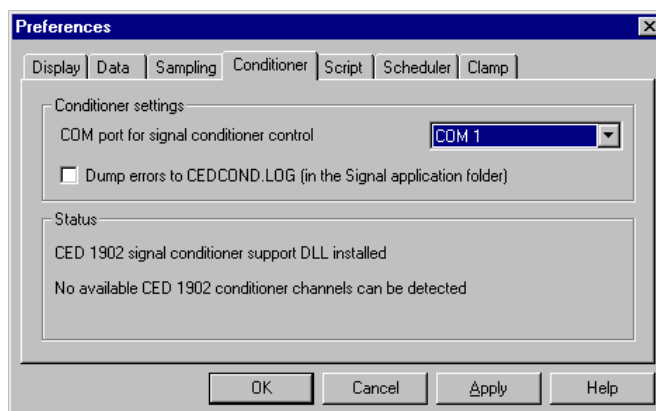 Preferences
Display Data Sampling Conditioner Script Scheduler Clamp
Conditioner settings
COM port for signal conditioner control COM 1
Dump errors to CEDCOND.LOG (in the Signal application folder)
Status
CED 1902 signal conditioner support DLL installed
No available CED 1902 conditioner channels can be detected
OK Cancel Apply Help